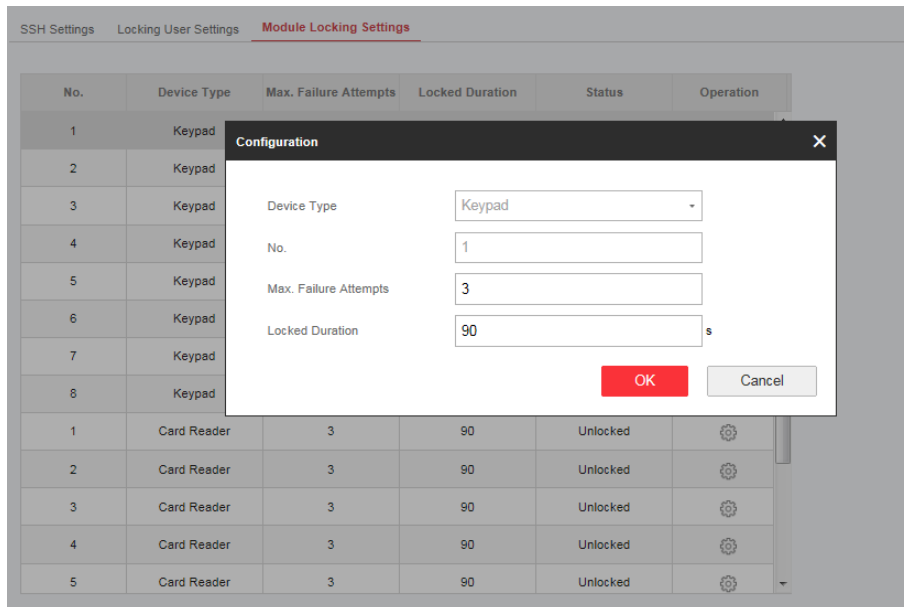 SSH Settings Locking User Settings Module Locking Settings
No. Device Type Max. Failure Attempts Locked Duration Status Operation
1 Keypad
2 Keypad
3 Keypad
4 Keypad
5 Keypad
6 Keypad
7 Keypad
8 Keypad
Configuration
Device Type Keypad
No. 1
Max. Failure Attempts 3
Locked Duration 90 s
OK Cancel
1 Card Reader 3 90 Unlocked
2 Card Reader 3 90 Unlocked
3 Card Reader 3 90 Unlocked
4 Card Reader 3 90 Unlocked
5 Card Reader 3 90 Unlocked